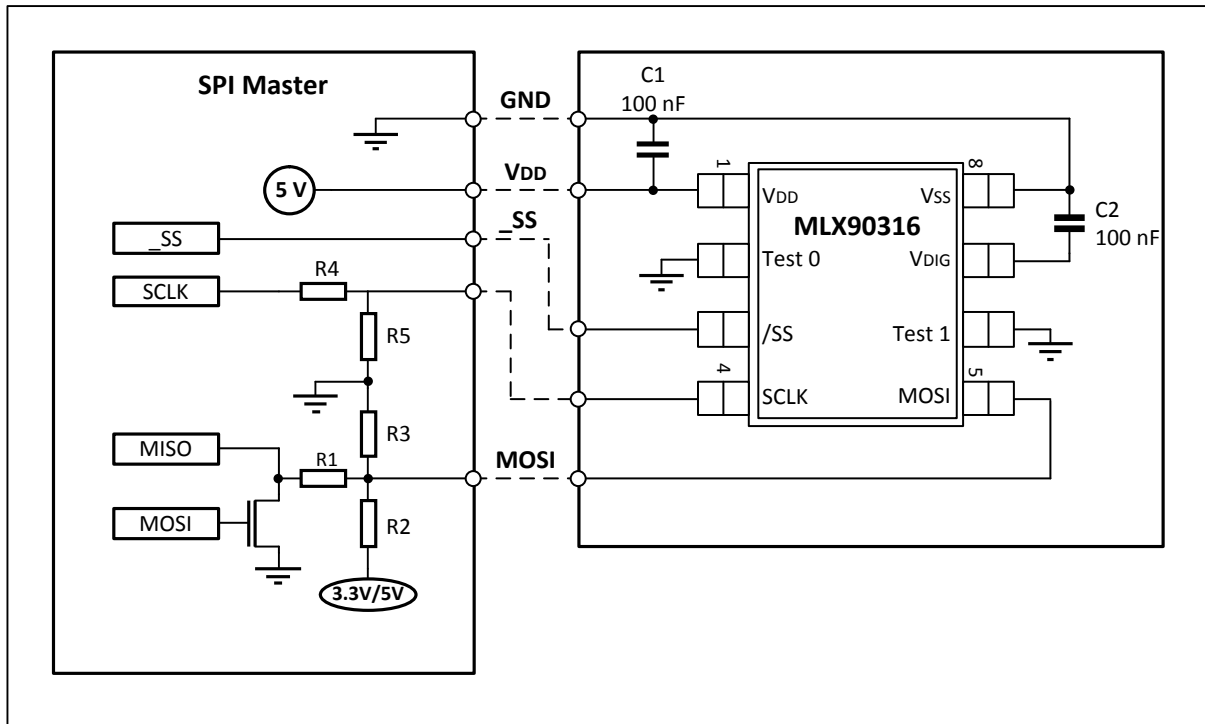 SPI Master
GND
VDD
_SS
MOSI
5 V
_SS
SCLK
MISO
MOSI
R4
R5
R3
R1
R2
3.3V/5V
C1
100 nF
C2
100 nF
MLX90316
1
VDD
Test 0
/SS
4
SCLK
8
VSS
VDIG
Test 1
5
MOSI